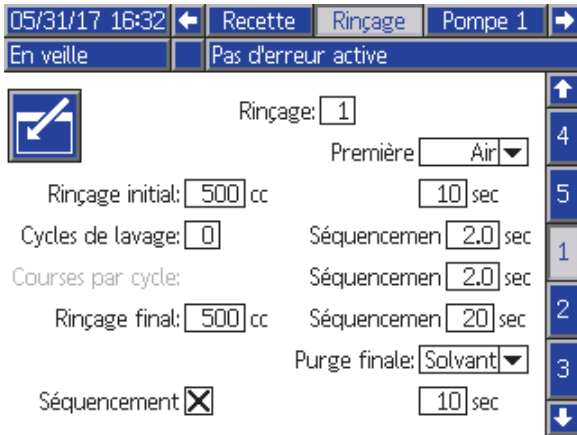 05/31/17 16:32 Recette Rinçage Pompe 1
En veille Pas d'erreur active
Rinçage: 1
4
Première Air
Rinçage initial: 500 cc 10 sec 5
Cycles de lavage: 0 Séquencemen 2.0 sec
1
Courses par cycle: Séquencemen 2.0 sec
Rinçage final: 500 cc Séquencemen 20 sec 2
Purge finale: Solvant 3
Séquencement 10 sec